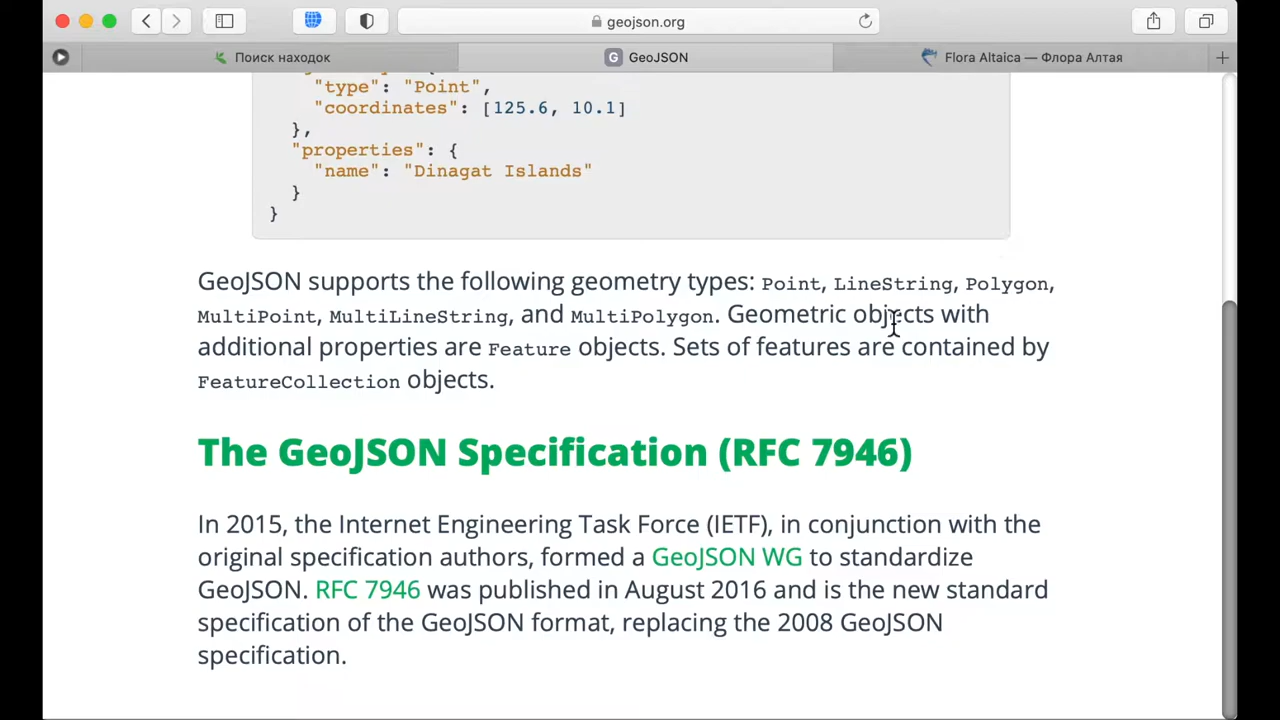 geojson.org
Поиск находок
G GeoJSON
Flora Altaica — Флора Алтая
"type": "Point",
"coordinates": [125.6, 10.1]
},
"properties": {
"name": "Dinagat Islands"
}
}
GeoJSON supports the following geometry types: Point, LineString, Polygon,
MultiPoint, MultiLineString, and MultiPolygon. Geometric objects with
additional properties are Feature objects. Sets of features are contained by
FeatureCollection objects.
The GeoJSON Specification (RFC 7946)
In 2015, the Internet Engineering Task Force (IETF), in conjunction with the
original specification authors, formed a GeoJSON WG to standardize
GeoJSON. RFC 7946 was published in August 2016 and is the new standard
specification of the GeoJSON format, replacing the 2008 GeoJSON
specification.